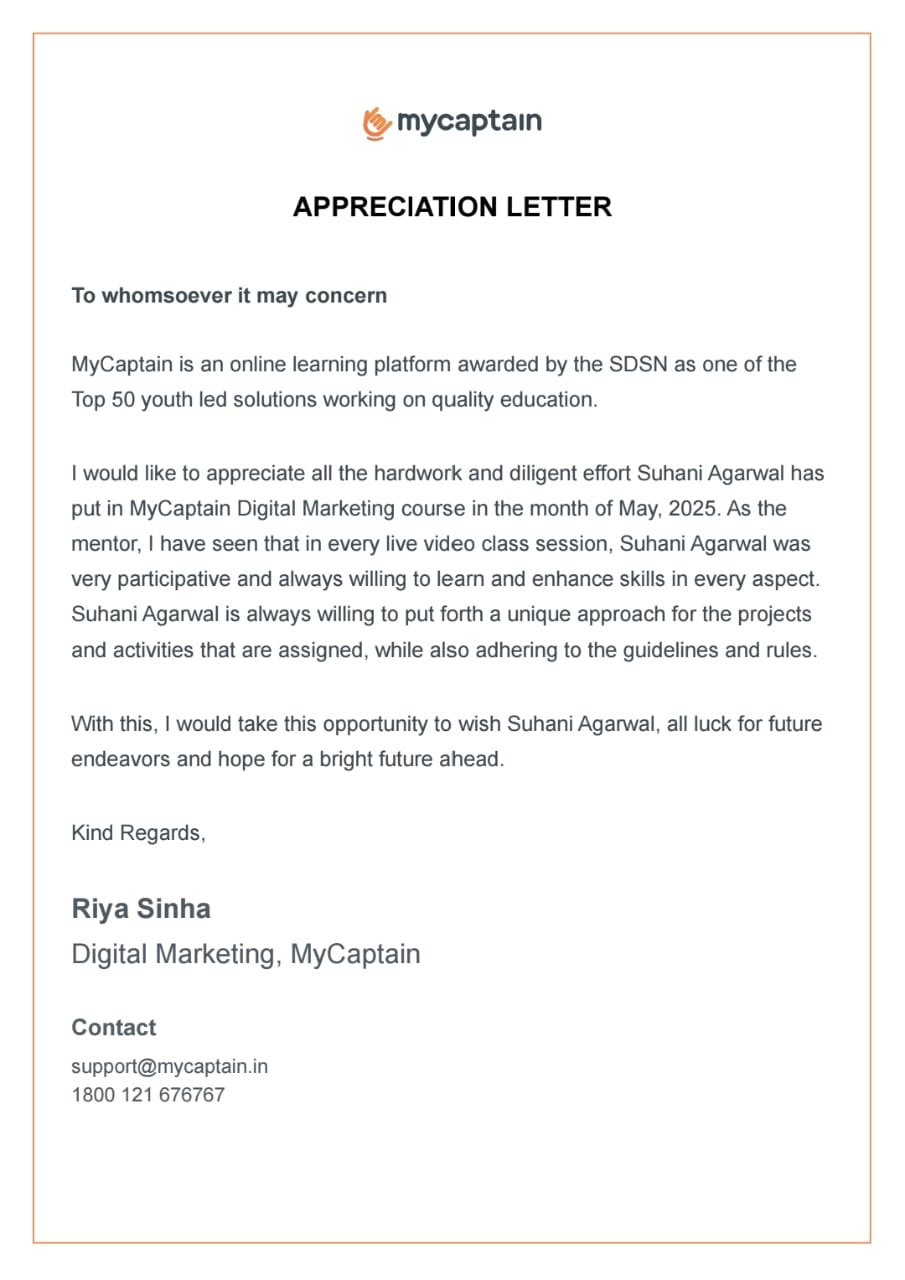 mycaptain
APPRECIATION LETTER
To whomsoever it may concern
MyCaptain is an online learning platform awarded by the SDSN as one of the
Top 50 youth led solutions working on quality education.
I would like to appreciate all the hardwork and diligent effort Suhani Agarwal has
put in MyCaptain Digital Marketing course in the month of May, 2025. As the
mentor, I have seen that in every live video class session, Suhani Agarwal was
very participative and always willing to learn and enhance skills in every aspect.
Suhani Agarwal is always willing to put forth a unique approach for the projects
and activities that are assigned, while also adhering to the guidelines and rules.
With this, I would take this opportunity to wish Suhani Agarwal, all luck for future
endeavors and hope for a bright future ahead.
Kind Regards,
Riya Sinha
Digital Marketing, MyCaptain
Contact
support@mycaptain.in
1800 121 676767